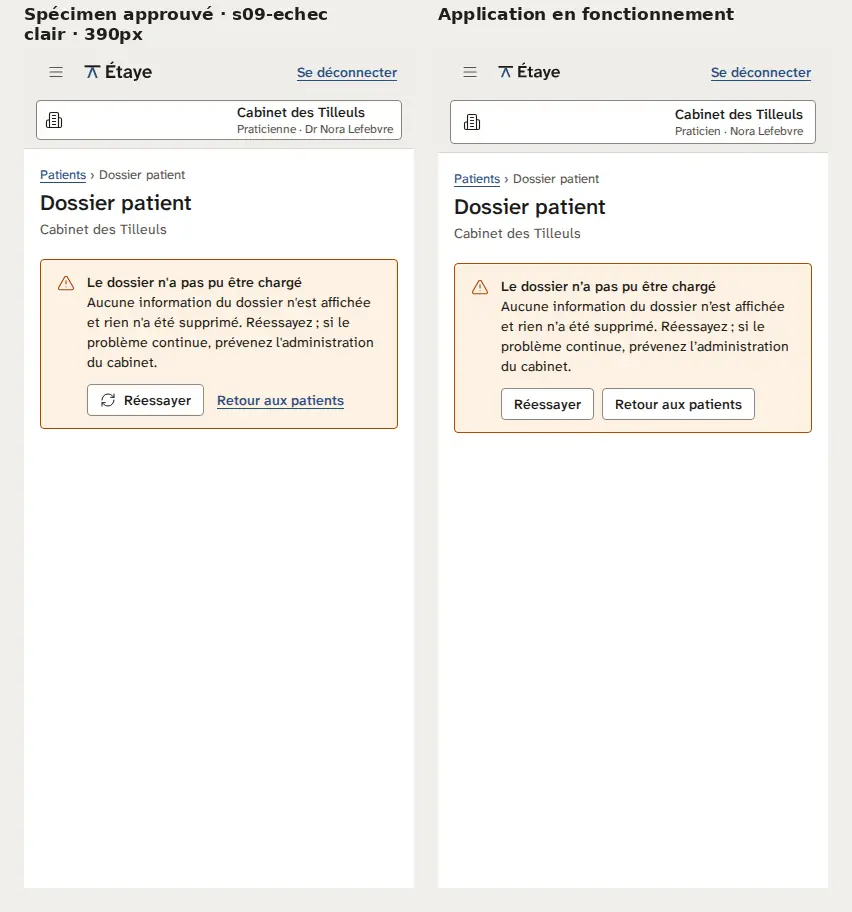 Spécimen approuvé · s09-echec
clair · 390px
Étaye
Se déconnecter
Cabinet des Tilleuls
Praticienne · Dr Nora Lefebvre
Patients › Dossier patient
Dossier patient
Cabinet des Tilleuls
Le dossier n'a pas pu être chargé
Aucune information du dossier n'est affichée
et rien n'a été supprimé. Réessayez ; si le
problème continue, prévenez l'administration
du cabinet.
Réessayer
Retour aux patients
Application en fonctionnement
Étaye
Se déconnecter
Cabinet des Tilleuls
Praticien · Nora Lefebvre
Patients › Dossier patient
Dossier patient
Cabinet des Tilleuls
Le dossier n’a pas pu être chargé
Aucune information du dossier n’est affichée
et rien n’a été supprimé. Réessayez ; si le
problème continue, prévenez l’administration
du cabinet.
Réessayer
Retour aux patients